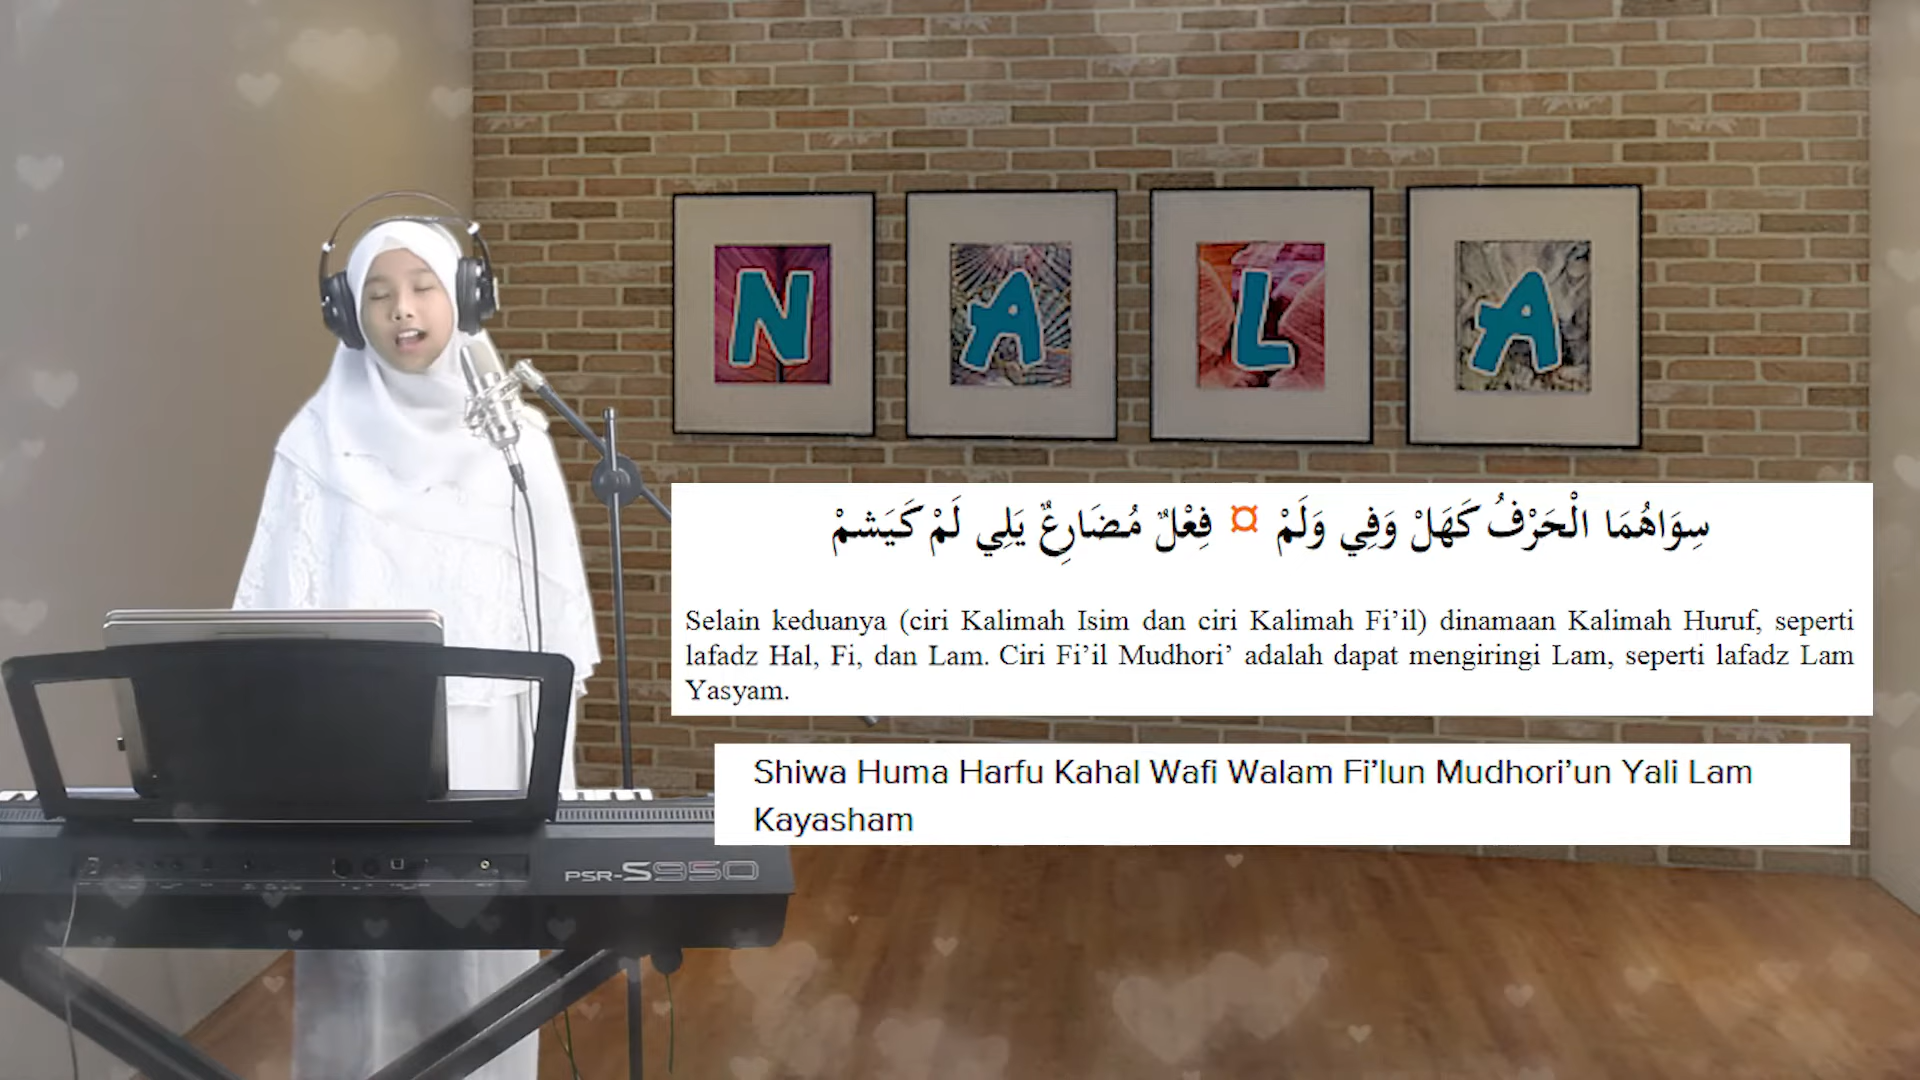 NALA
سِوَاهُمَا الْحَرْفُ كَهَلْ وَفِي وَلَمْ ¤ فِعْلٌ مُضَارِعٌ يَلِي لَمْ كَيَشمْ
Selain keduanya (ciri Kalimah Isim dan ciri Kalimah Fi’il) dinamaan Kalimah Huruf, seperti
lafadz Hal, Fi, dan Lam. Ciri Fi’il Mudhori’ adalah dapat mengiringi Lam, seperti lafadz Lam
Yasyam.
Shiwa Huma Harfu Kahal Wafi Walam Fi’lun Mudhori’un Yali Lam
Kayasham
PSR-S950